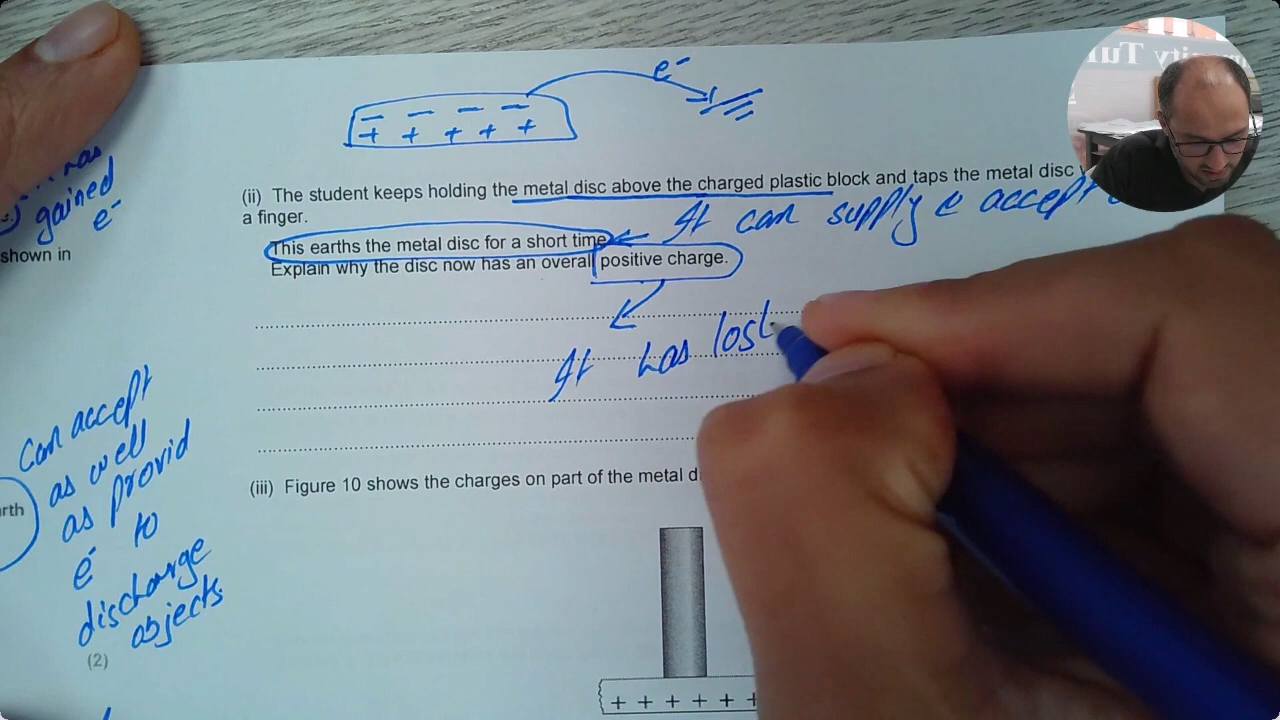 e⁻
- - - -
+ + + + +
(ii) The student keeps holding the metal disc above the charged plastic block and taps the metal disc
a finger.
This earths the metal disc for a short time
Explain why the disc now has an overall positive charge.
It can supply & accept
It has lost
(iii) Figure 10 shows the charges on part of the metal d
+ + + + +
has
gained
e⁻
shown in
can accept
as well
as provid
e⁻ to
discharge
objects
rth
(2)